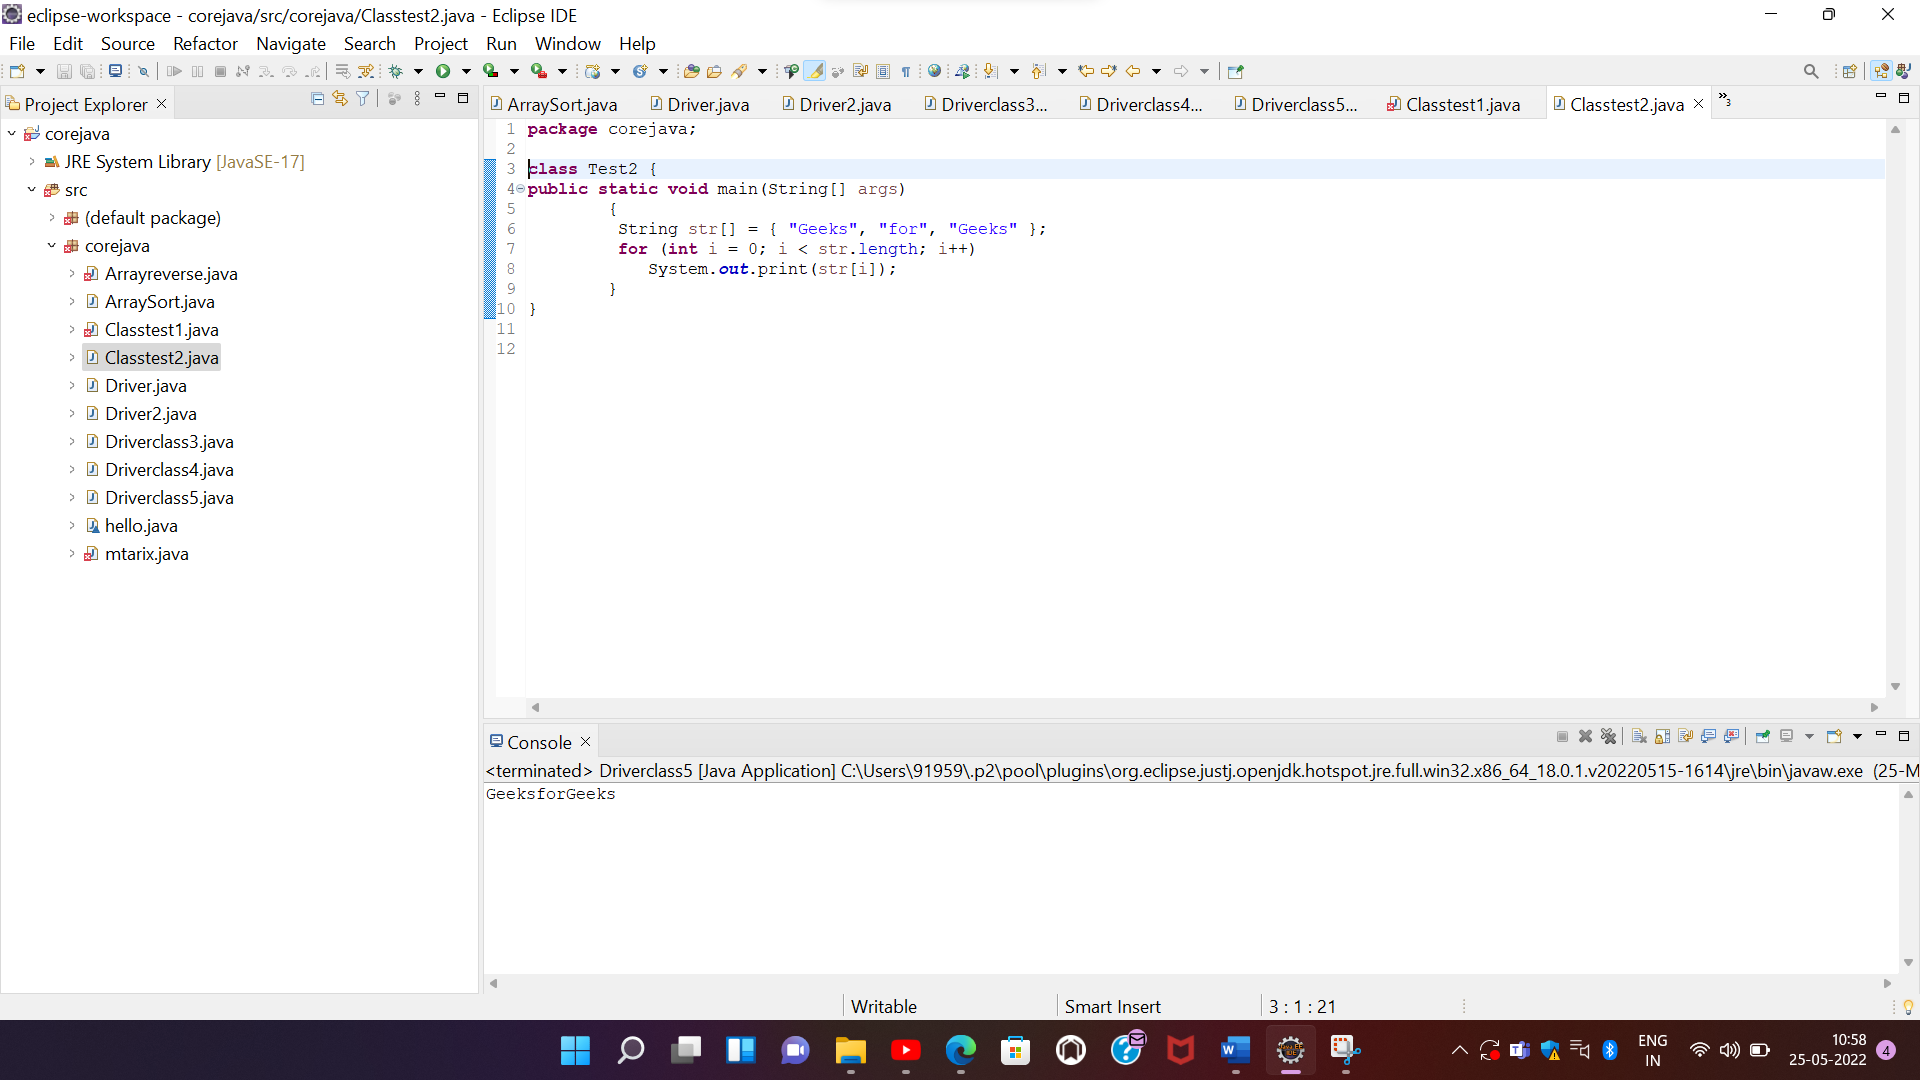 eclipse-workspace - corejava/src/corejava/Classtest2.java - Eclipse IDE
File Edit Source Refactor Navigate Search Project Run Window Help
Project Explorer
corejava
JRE System Library [JavaSE-17]
src
(default package)
corejava
Arrayreverse.java
ArraySort.java
Classtest1.java
Classtest2.java
Driver.java
Driver2.java
Driverclass3.java
Driverclass4.java
Driverclass5.java
hello.java
mtarix.java
ArraySort.java Driver.java Driver2.java Driverclass3... Driverclass4... Driverclass5... Classtest1.java Classtest2.java »3
1 package corejava;
2
3 class Test2 {
4 public static void main(String[] args)
5 {
6 String str[] = { "Geeks", "for", "Geeks" };
7 for (int i = 0; i < str.length; i++)
8 System.out.print(str[i]);
9 }
10 }
11
12
Console
<terminated> Driverclass5 [Java Application] C:\Users\91959\.p2\pool\plugins\org.eclipse.justj.openjdk.hotspot.jre.full.win32.x86_64_18.0.1.v20220515-1614\jre\bin\javaw.exe (25-M
GeeksforGeeks
Writable Smart Insert 3 : 1 : 21
ENG
IN
10:58
25-05-2022
4